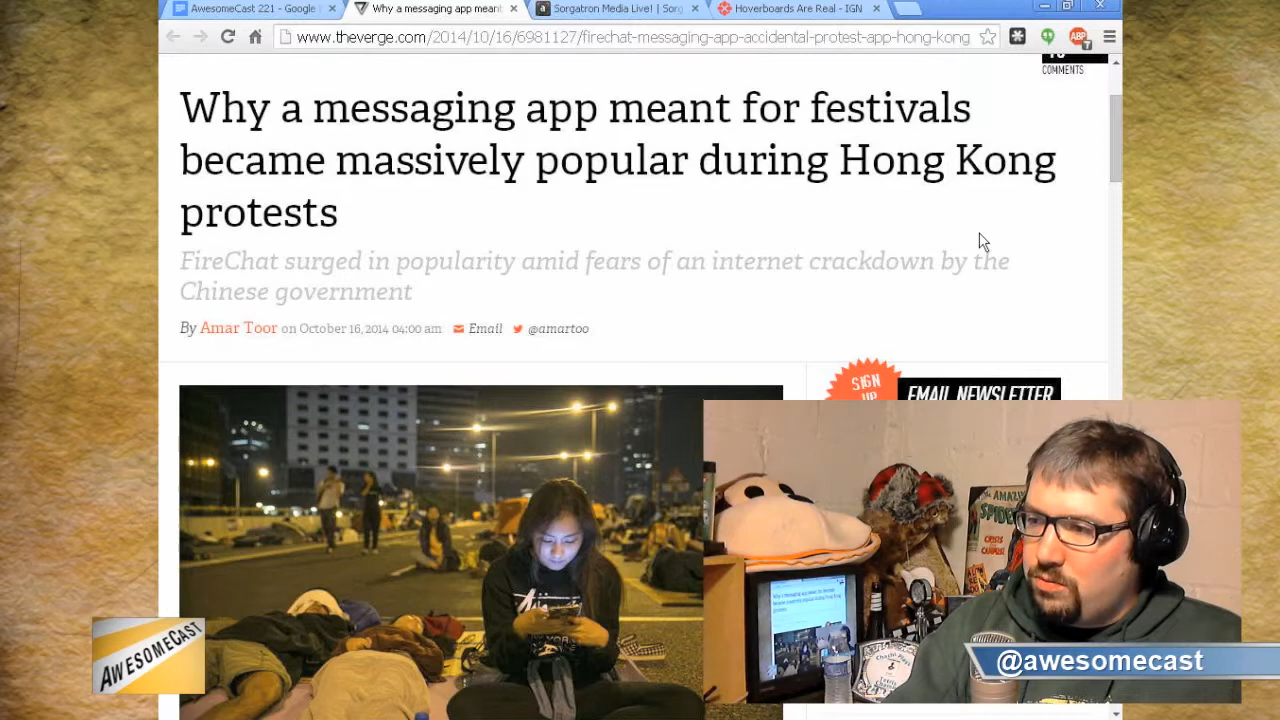 AwesomeCast 221 - Google
Why a messaging app meant
Sorgatron Media Live! | Sorg
Hoverboards Are Real - IGN
www.theverge.com/2014/10/16/6981127/firechat-messaging-app-accidental-protest-app-hong-kong
ABP
7
COMMENTS
Why a messaging app meant for festivals
became massively popular during Hong Kong
protests
FireChat surged in popularity amid fears of an internet crackdown by the
Chinese government
By Amar Toor on October 16, 2014 04:00 am Email @amartoo
SIGN
UP
EMAIL NEWSLETTER
AMAZING
SPIDER
AWESOMECAST
@awesomecast